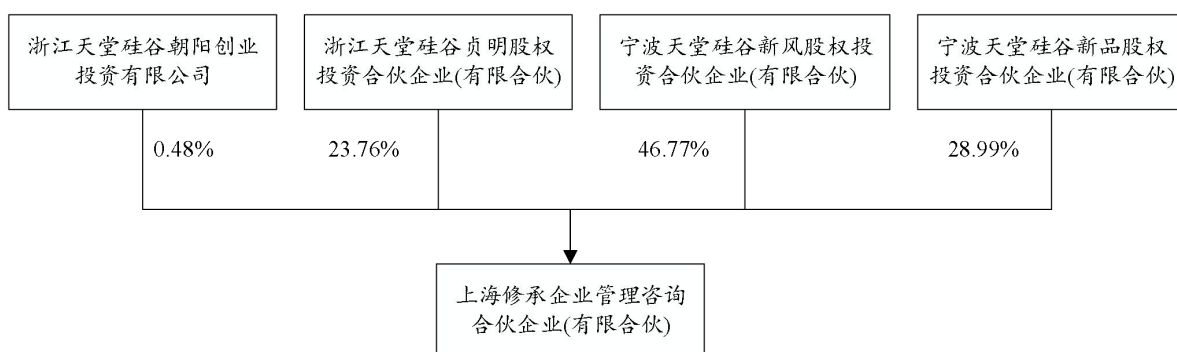 浙江天堂硅谷朝阳创业
投资有限公司
浙江天堂硅谷贞明股权
投资合伙企业(有限合伙)
宁波天堂硅谷新风股权投
资合伙企业(有限合伙)
宁波天堂硅谷新品股权
投资合伙企业(有限合伙)
0.48%
23.76%
46.77%
28.99%
上海修承企业管理咨询
合伙企业(有限合伙)